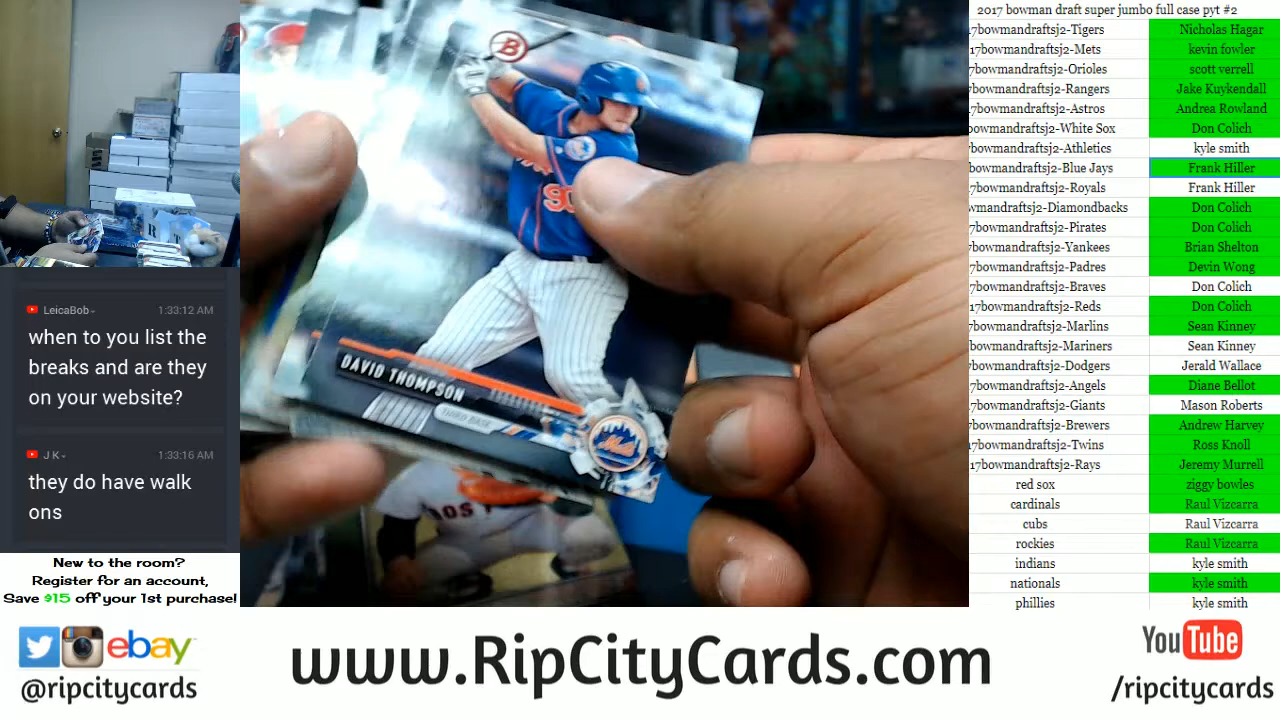 LeicaBob
1:33:12 AM
when to you list the
breaks and are they
on your website?
J K
1:33:16 AM
they do have walk
ons
New to the room?
Register for an account,
Save $15 off your 1st purchase!
ebay
@ripcitycards
B
DAVID THOMPSON
THIRD BASE
Mets
www.RipCityCards.com
2017 bowman draft super jumbo full case pyt #2
17bowmandraftsj2-Tigers Nicholas Hagar
7bowmandraftsj2-Mets kevin fowler
7bowmandraftsj2-Orioles scott verrell
7bowmandraftsj2-Rangers Jake Kuykendall
7bowmandraftsj2-Astros Andrea Rowland
bowmandraftsj2-White Sox Don Colich
bowmandraftsj2-Athletics kyle smith
bowmandraftsj2-Blue Jays Frank Hiller
7bowmandraftsj2-Royals Frank Hiller
wmandraftsj2-Diamondbacks Don Colich
7bowmandraftsj2-Pirates Don Colich
bowmandraftsj2-Yankees Brian Shelton
7bowmandraftsj2-Padres Devin Wong
7bowmandraftsj2-Braves Don Colich
17bowmandraftsj2-Reds Don Colich
7bowmandraftsj2-Marlins Sean Kinney
bowmandraftsj2-Mariners Sean Kinney
bowmandraftsj2-Dodgers Jerald Wallace
7bowmandraftsj2-Angels Diane Bellot
7bowmandraftsj2-Giants Mason Roberts
bowmandraftsj2-Brewers Andrew Harvey
17bowmandraftsj2-Twins Ross Knoll
17bowmandraftsj2-Rays Jeremy Murrell
red sox ziggy bowles
cardinals Raul Vizcarra
cubs Raul Vizcarra
rockies Raul Vizcarra
indians kyle smith
nationals kyle smith
phillies kyle smith
YouTube
/ripcitycards